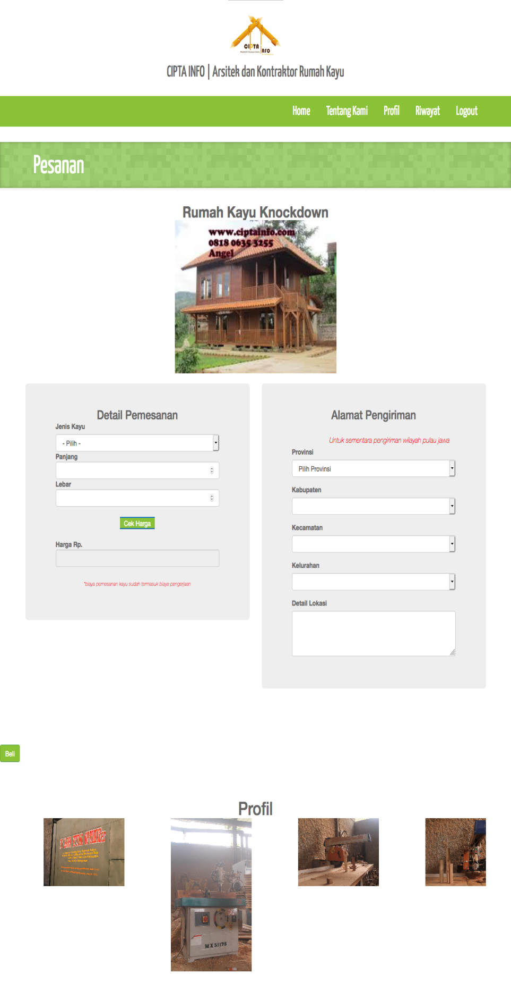 CIPTA INFO
CIPTA INFO | Arsitek dan Kontraktor Rumah Kayu
Home Tentang Kami Profil Riwayat Logout
Pesanan
Rumah Kayu Knockdown
www.ciptainfo.com
0818 0635 3255
Angel
Detail Pemesanan
Jenis Kayu
- Pilih -
Panjang
Lebar
Cek Harga
Harga Rp.
*biaya pemesanan kayu sudah termasuk biaya pengerjaan
Alamat Pengiriman
Untuk sementara pengiriman wilayah pulau jawa
Provinsi
Pilih Provinsi
Kabupaten
Kecamatan
Kelurahan
Detail Lokasi
Beli
Profil
MX5117B